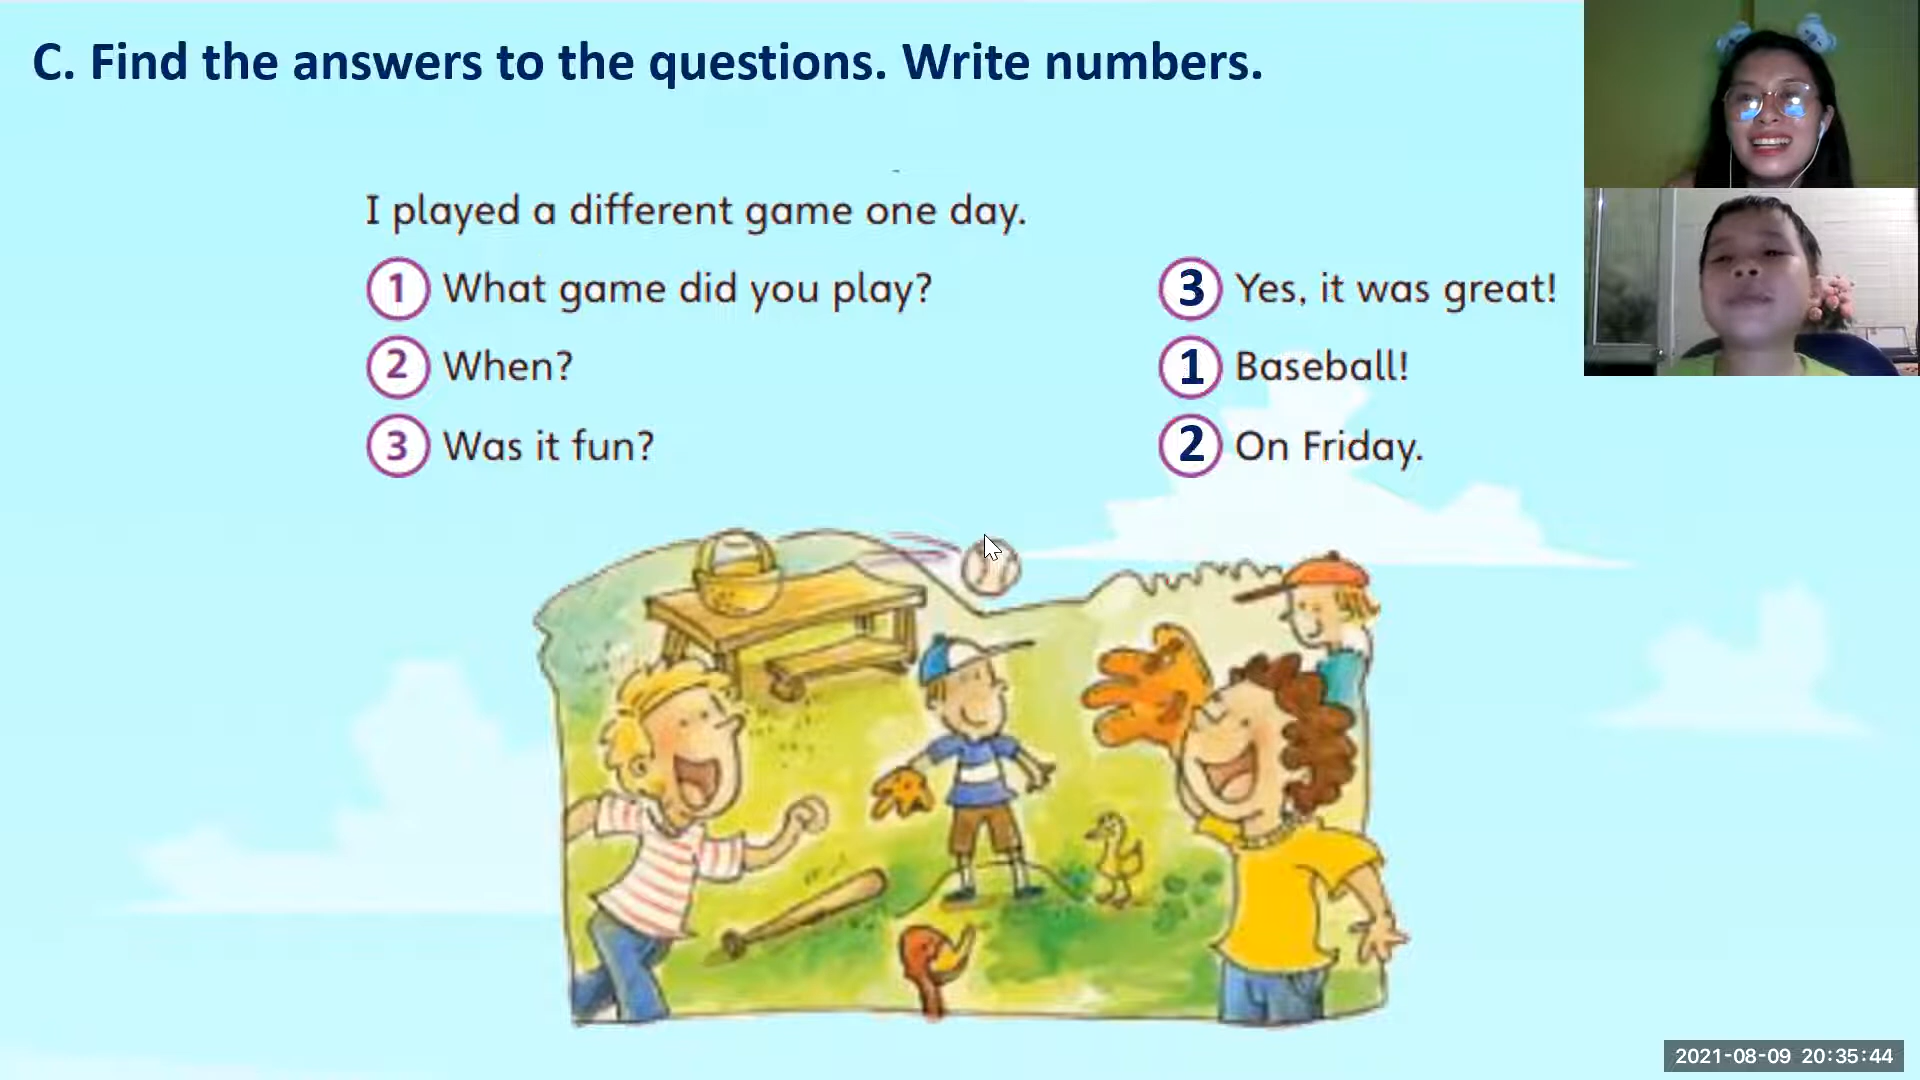 C. Find the answers to the questions. Write numbers.
I played a different game one day.
1 What game did you play?
2 When?
3 Was it fun?
3 Yes, it was great!
1 Baseball!
2 On Friday.
2021-08-09 20:35:44